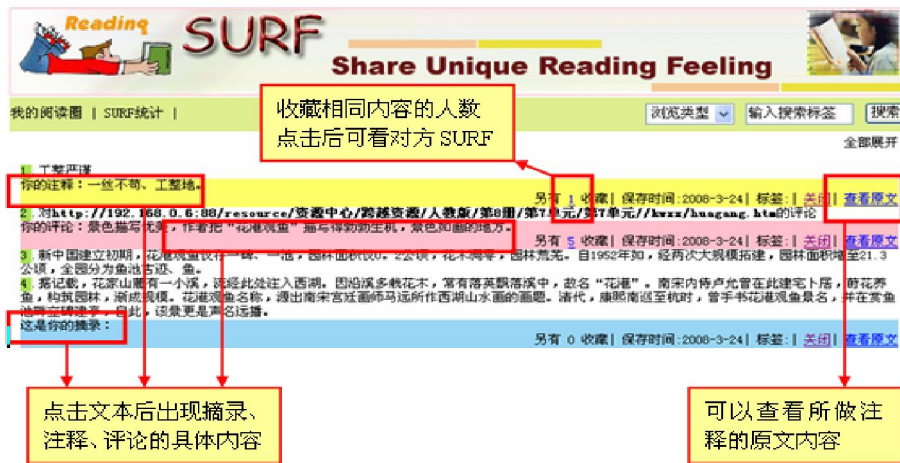 Reading
SURF
Share Unique Reading Feeling
我的阅读圈 | SURF统计 |
收藏相同内容的人数
点击后可看对方 SURF
浏览类型
输入搜索标签
搜索
全部展开
1. 工整严谨
你的注释:一丝不苟、工整地。
另有 1 收藏| 保存时间:2008-3-24| 标签:| 关闭| 查看原文
2. 对http://192.168.0.6:88/resource/资源中心/跨越资源/人教版/第8册/第7单元/第7单元//kwxz/huagang.htm的评论
你的评论:景色描写优美,作者把“花港观鱼”描写得勃勃生机,景色如画的地方。
另有 5 收藏| 保存时间:2008-3-24| 标签:| 关闭| 查看原文
3. 新中国建立初期,花港观鱼仅存一碑、一池,园林面积仅0.2公顷,花木凋零,园林荒芜。自1952年如,经两次大规模拓建,园林面积增至21.3
公顷,全园分为鱼池古迹、鱼。
4. 据记载,花家山麓有一小溪,流经此处注入西湖。因沿溪多栽花木,常有落英飘落溪中,故名“花港”。南宋内侍卢允曾在此建宅卜居,莳花养
鱼,构筑园林,渐成规模。花港观鱼名称,源出南宋宫廷画师马远所作西湖山水画的画题。清代,康熙南巡至杭时,曾手书花港观鱼景名,并在赏鱼
池畔立碑建亭,自此,该景更是声名远播。
这是你的摘录:
另有 0 收藏| 保存时间:2008-3-24| 标签:| 关闭| 查看原文
点击文本后出现摘录、
注释、评论的具体内容
可以查看所做注
释的原文内容